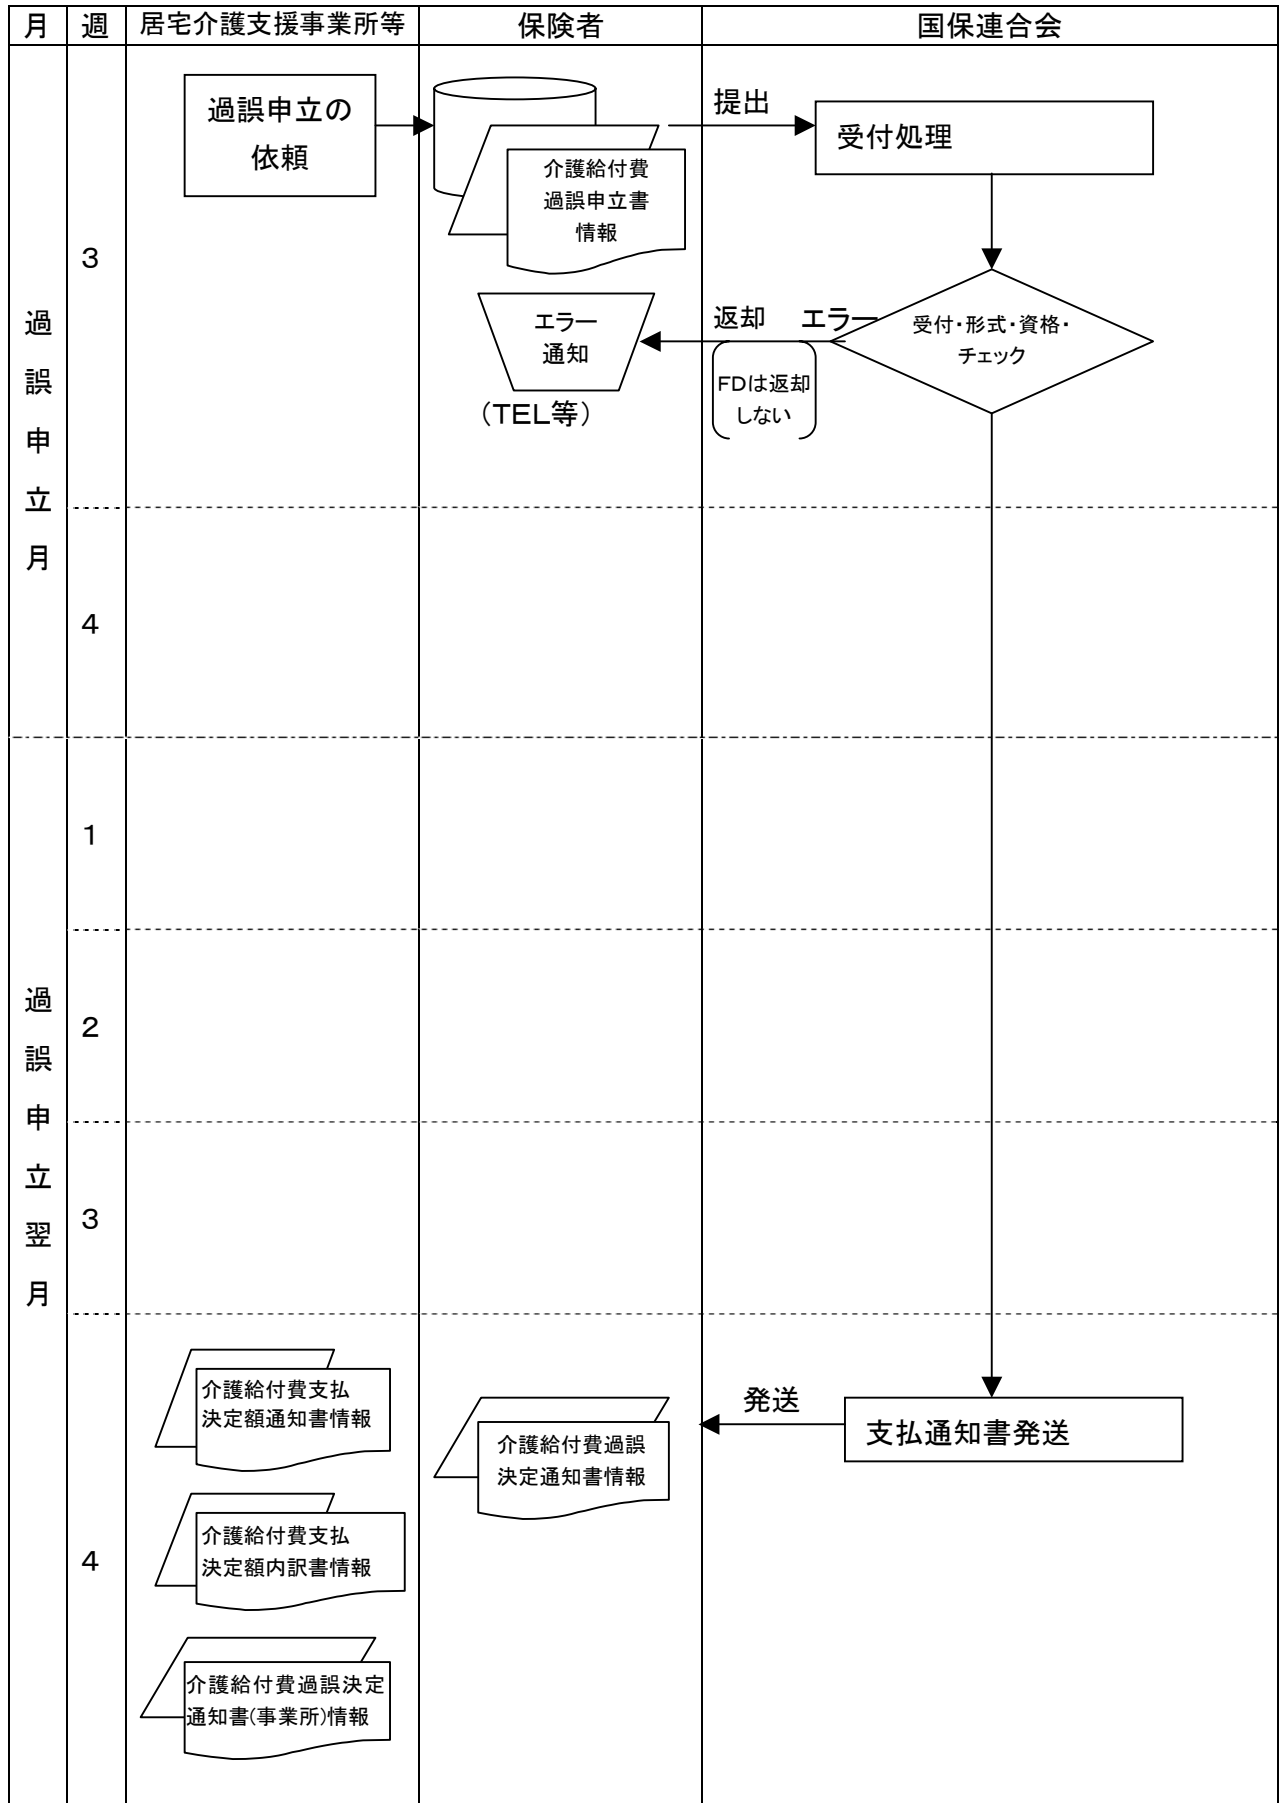 月
週
居宅介護支援事業所等
保険者
国保連合会
過誤申立月
3
過誤申立の
依頼
介護給付費
過誤申立書
情報
提出
受付処理
エラー
通知
(TEL等)
返却
エラー
FDは返却
しない
受付・形式・資格・
チェック
4
過誤申立翌月
1
2
3
4
介護給付費支払
決定額通知書情報
介護給付費支払
決定額内訳書情報
介護給付費過誤決定
通知書(事業所)情報
介護給付費過誤
決定通知書情報
発送
支払通知書発送